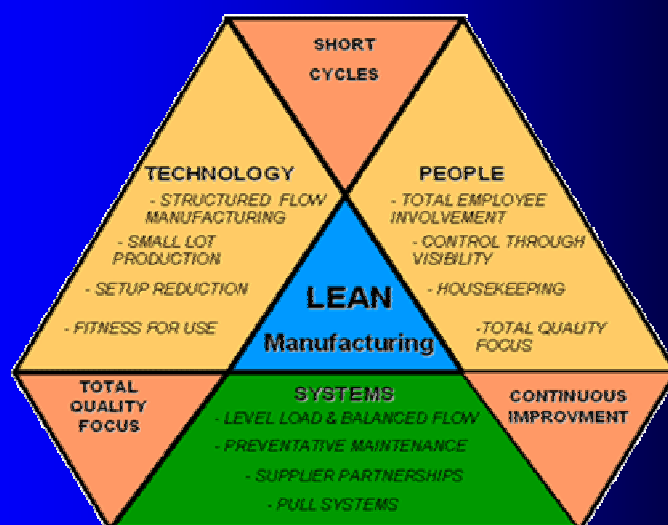 SHORT
CYCLES
TECHNOLOGY
- STRUCTURED FLOW
MANUFACTURING
- SMALL LOT
PRODUCTION
- SETUP REDUCTION
- FITNESS FOR USE
PEOPLE
- TOTAL EMPLOYEE
INVOLVEMENT
- CONTROL THROUGH
VISIBILITY
- HOUSEKEEPING
-TOTAL QUALITY
FOCUS
LEAN
Manufacturing
TOTAL
QUALITY
FOCUS
SYSTEMS
- LEVEL LOAD & BALANCED FLOW
- PREVENTATIVE MAINTENANCE
- SUPPLIER PARTNERSHIPS
- PULL SYSTEMS
CONTINUOUS
IMPROVMENT